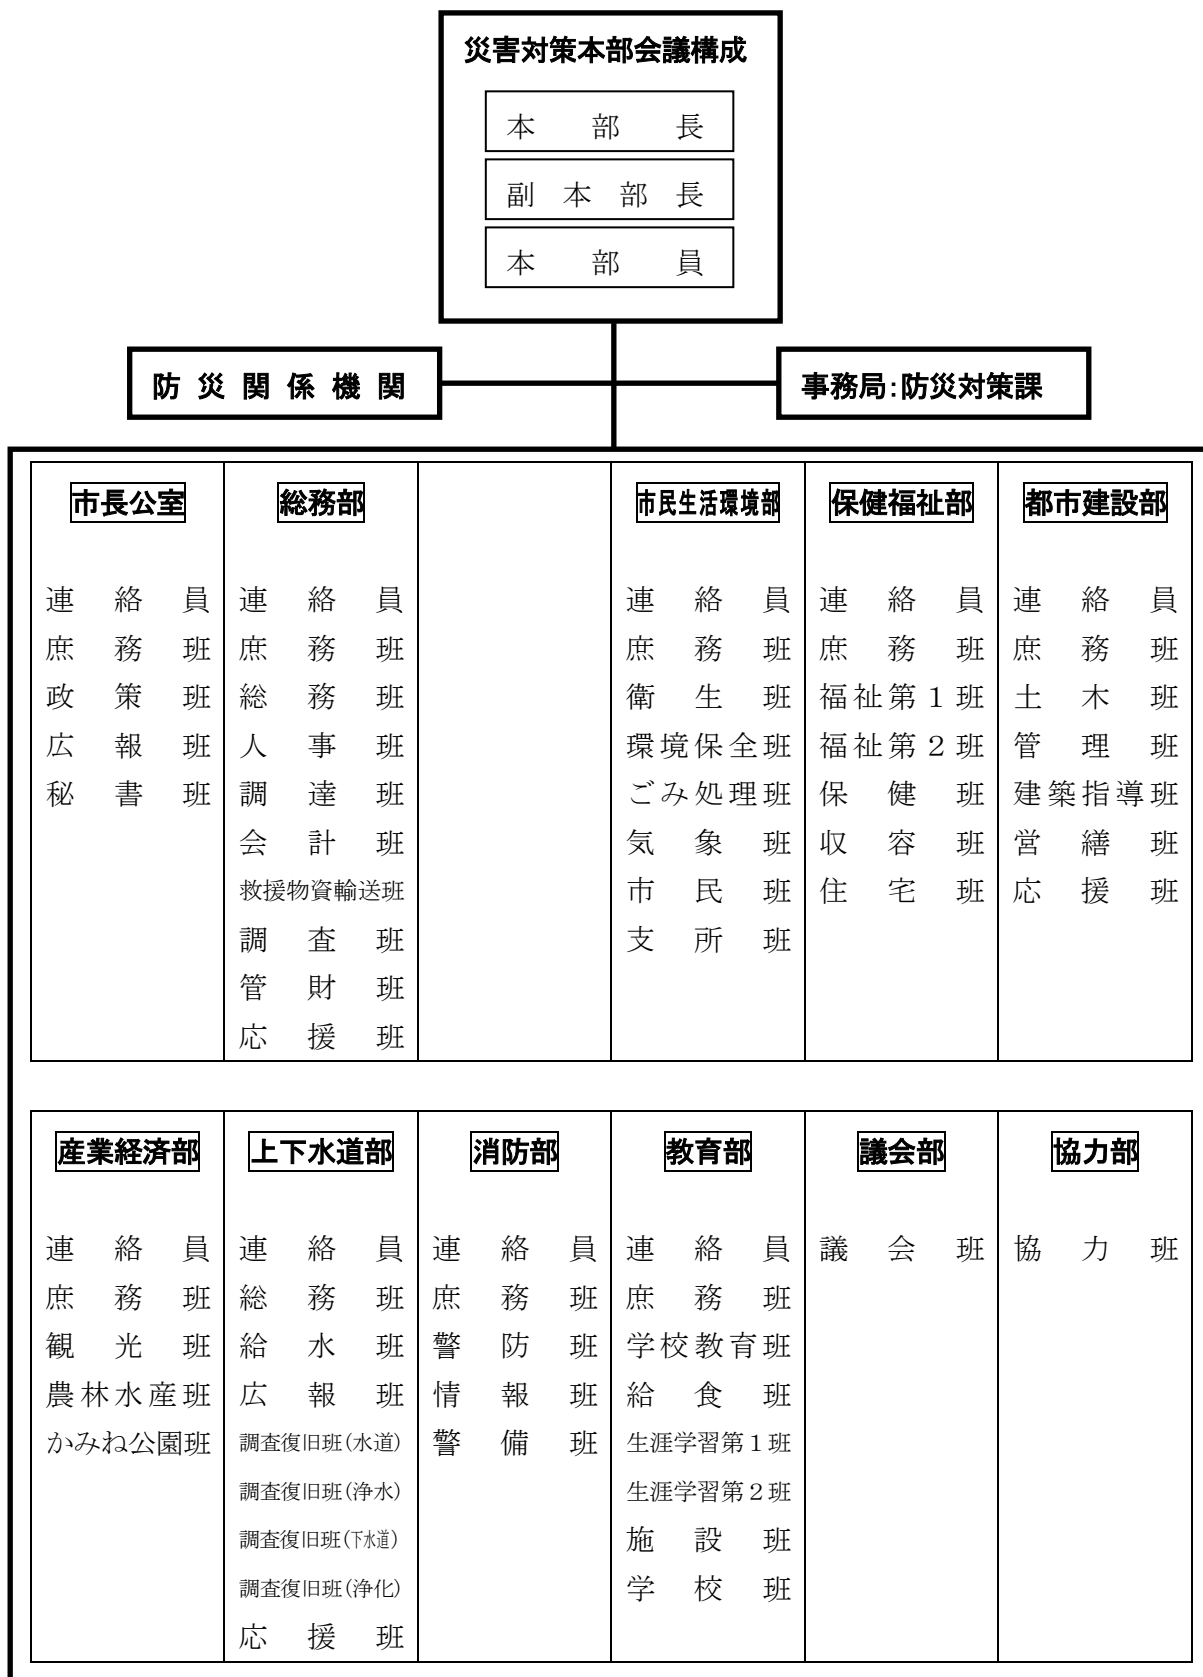 災害対策本部会議構成
本部長
副本部長
本部員
防災関係機関
事務局:防災対策課
市長公室
連絡員
庶務班
政策班
広報班
秘書班
総務部
連絡員
庶務班
総務班
人事班
調達班
会計班
救援物資輸送班
調査班
管財班
応援班
市民生活環境部
連絡員
庶務班
衛生班
環境保全班
ごみ処理班
気象班
市民班
支所班
保健福祉部
連絡員
庶務班
福祉第1班
福祉第2班
保健班
収容班
住宅班
都市建設部
連絡員
庶務班
土木班
管理班
建築指導班
営繕班
応援班
産業経済部
連絡員
庶務班
観光班
農林水産班
かみね公園班
上下水道部
連絡員
総務班
給水班
広報班
調査復旧班(水道)
調査復旧班(浄水)
調査復旧班(下水道)
調査復旧班(浄化)
応援班
消防部
連絡員
庶務班
警防班
情報班
警備班
教育部
連絡員
庶務班
学校教育班
給食班
生涯学習第1班
生涯学習第2班
施設班
学校班
議会部
議会班
協力部
協力班